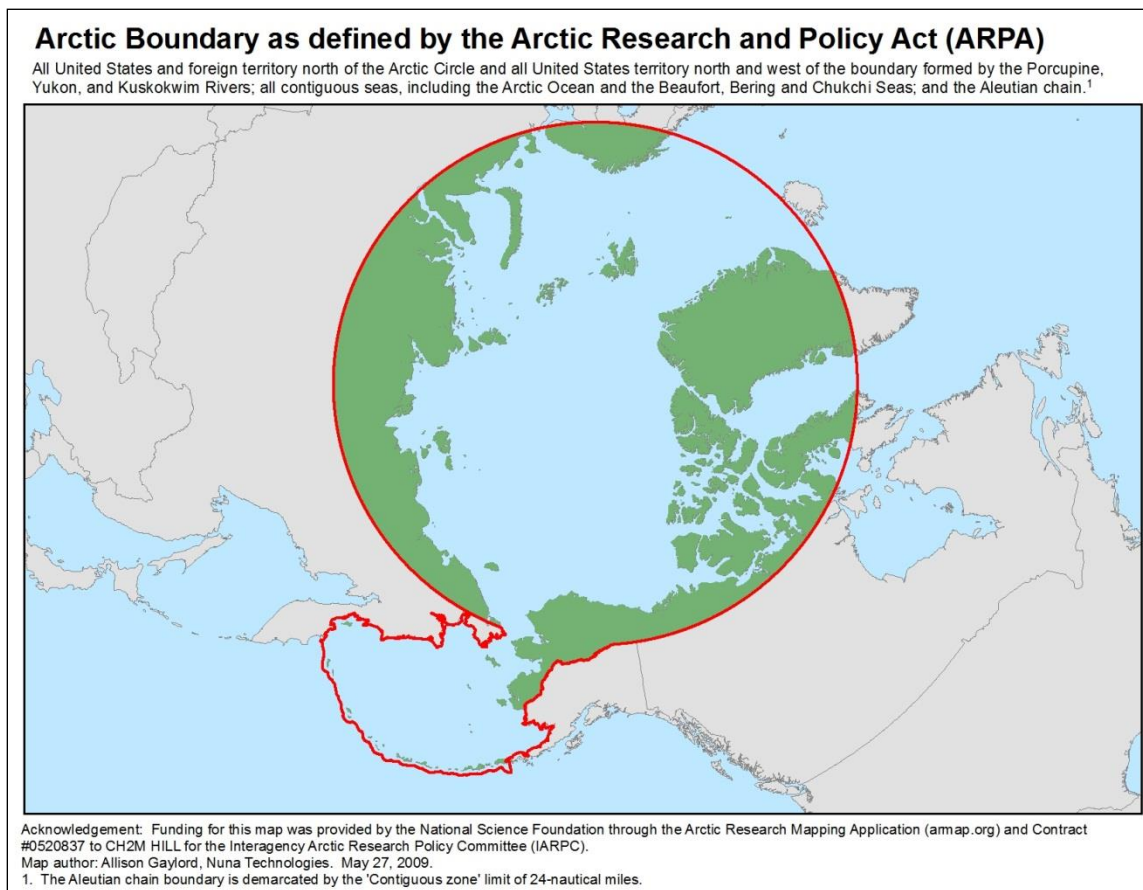 Arctic Boundary as defined by the Arctic Research and Policy Act (ARPA)
All United States and foreign territory north of the Arctic Circle and all United States territory north and west of the boundary formed by the Porcupine,
Yukon, and Kuskokwim Rivers; all contiguous seas, including the Arctic Ocean and the Beaufort, Bering and Chukchi Seas; and the Aleutian chain.1
Acknowledgement: Funding for this map was provided by the National Science Foundation through the Arctic Research Mapping Application (armap.org) and Contract
#0520837 to CH2M HILL for the Interagency Arctic Research Policy Committee (IARPC).
Map author: Allison Gaylord, Nuna Technologies. May 27, 2009.
1. The Aleutian chain boundary is demarcated by the 'Contiguous zone' limit of 24-nautical miles.